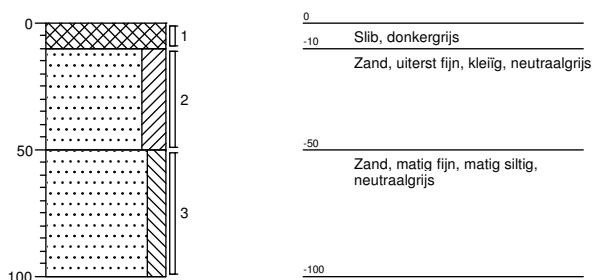 0
1
2
50
3
100
0
Slib, donkergrijs
-10
Zand, uiterst fijn, kleiïg, neutraalgrijs
-50
Zand, matig fijn, matig siltig,
neutraalgrijs
-100